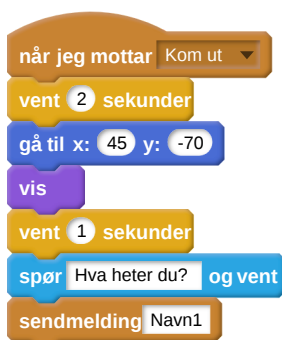 når jeg mottar Kom ut
vent 2 sekunder
gå til x: 45 y: -70
vis
vent 1 sekunder
spør Hva heter du? og vent
sendmelding Navn1